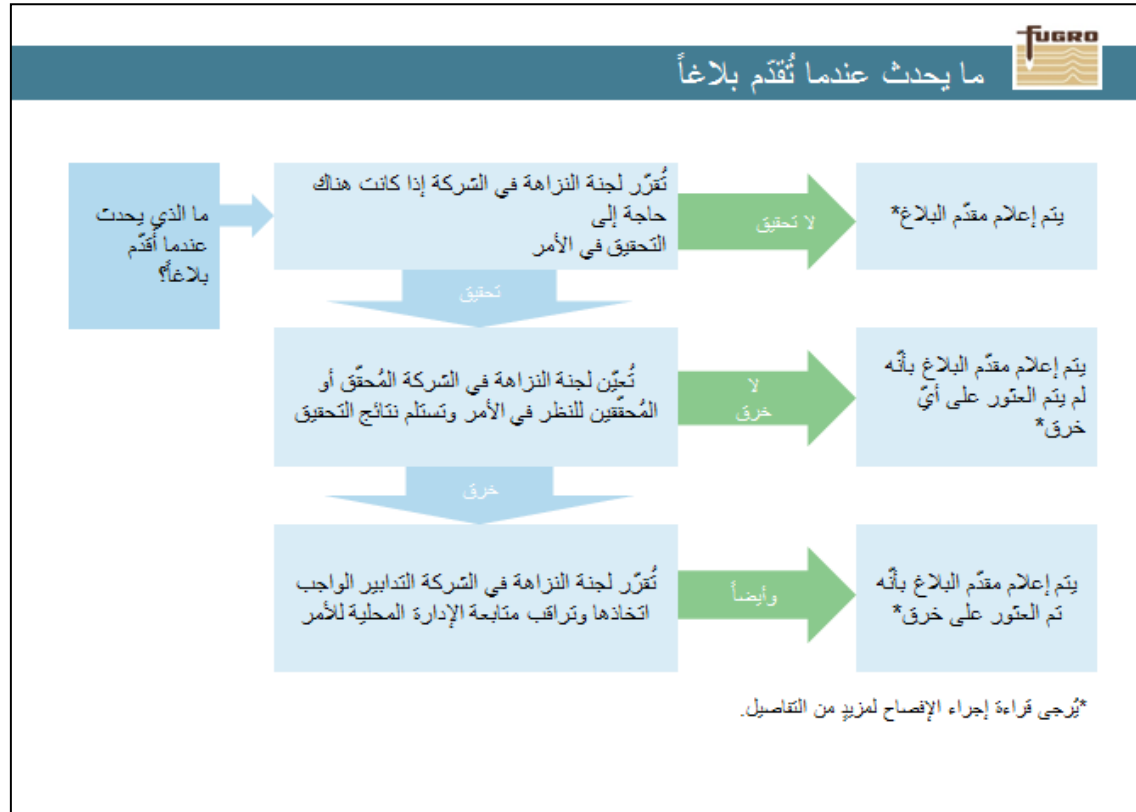 FUGRO
ما يحدث عندما تُقدّم بلاغاً
ما الذي يحدث
عندما أُقدّم
بلاغاً؟
تُقرّر لجنة النزاهة في الشركة إذا كانت هناك
حاجة إلى
التحقيق في الأمر
لا تحقيق
يتم إعلام مقدّم البلاغ*
تحقيق
تُعيّن لجنة النزاهة في الشركة المُحقّق أو
المُحقّقين للنظر في الأمر وتستلم نتائج التحقيق
لا
خرق
يتم إعلام مقدّم البلاغ بأنّه
لم يتم العثور على أيّ
خرق*
خرق
تُقرّر لجنة النزاهة في الشركة التدابير الواجب
اتخاذها وتراقب متابعة الإدارة المحلية للأمر
وأيضاً
يتم إعلام مقدّم البلاغ بأنّه
تم العثور على خرق*
*يُرجى قراءة إجراء الإفصاح لمزيدٍ من التفاصيل.